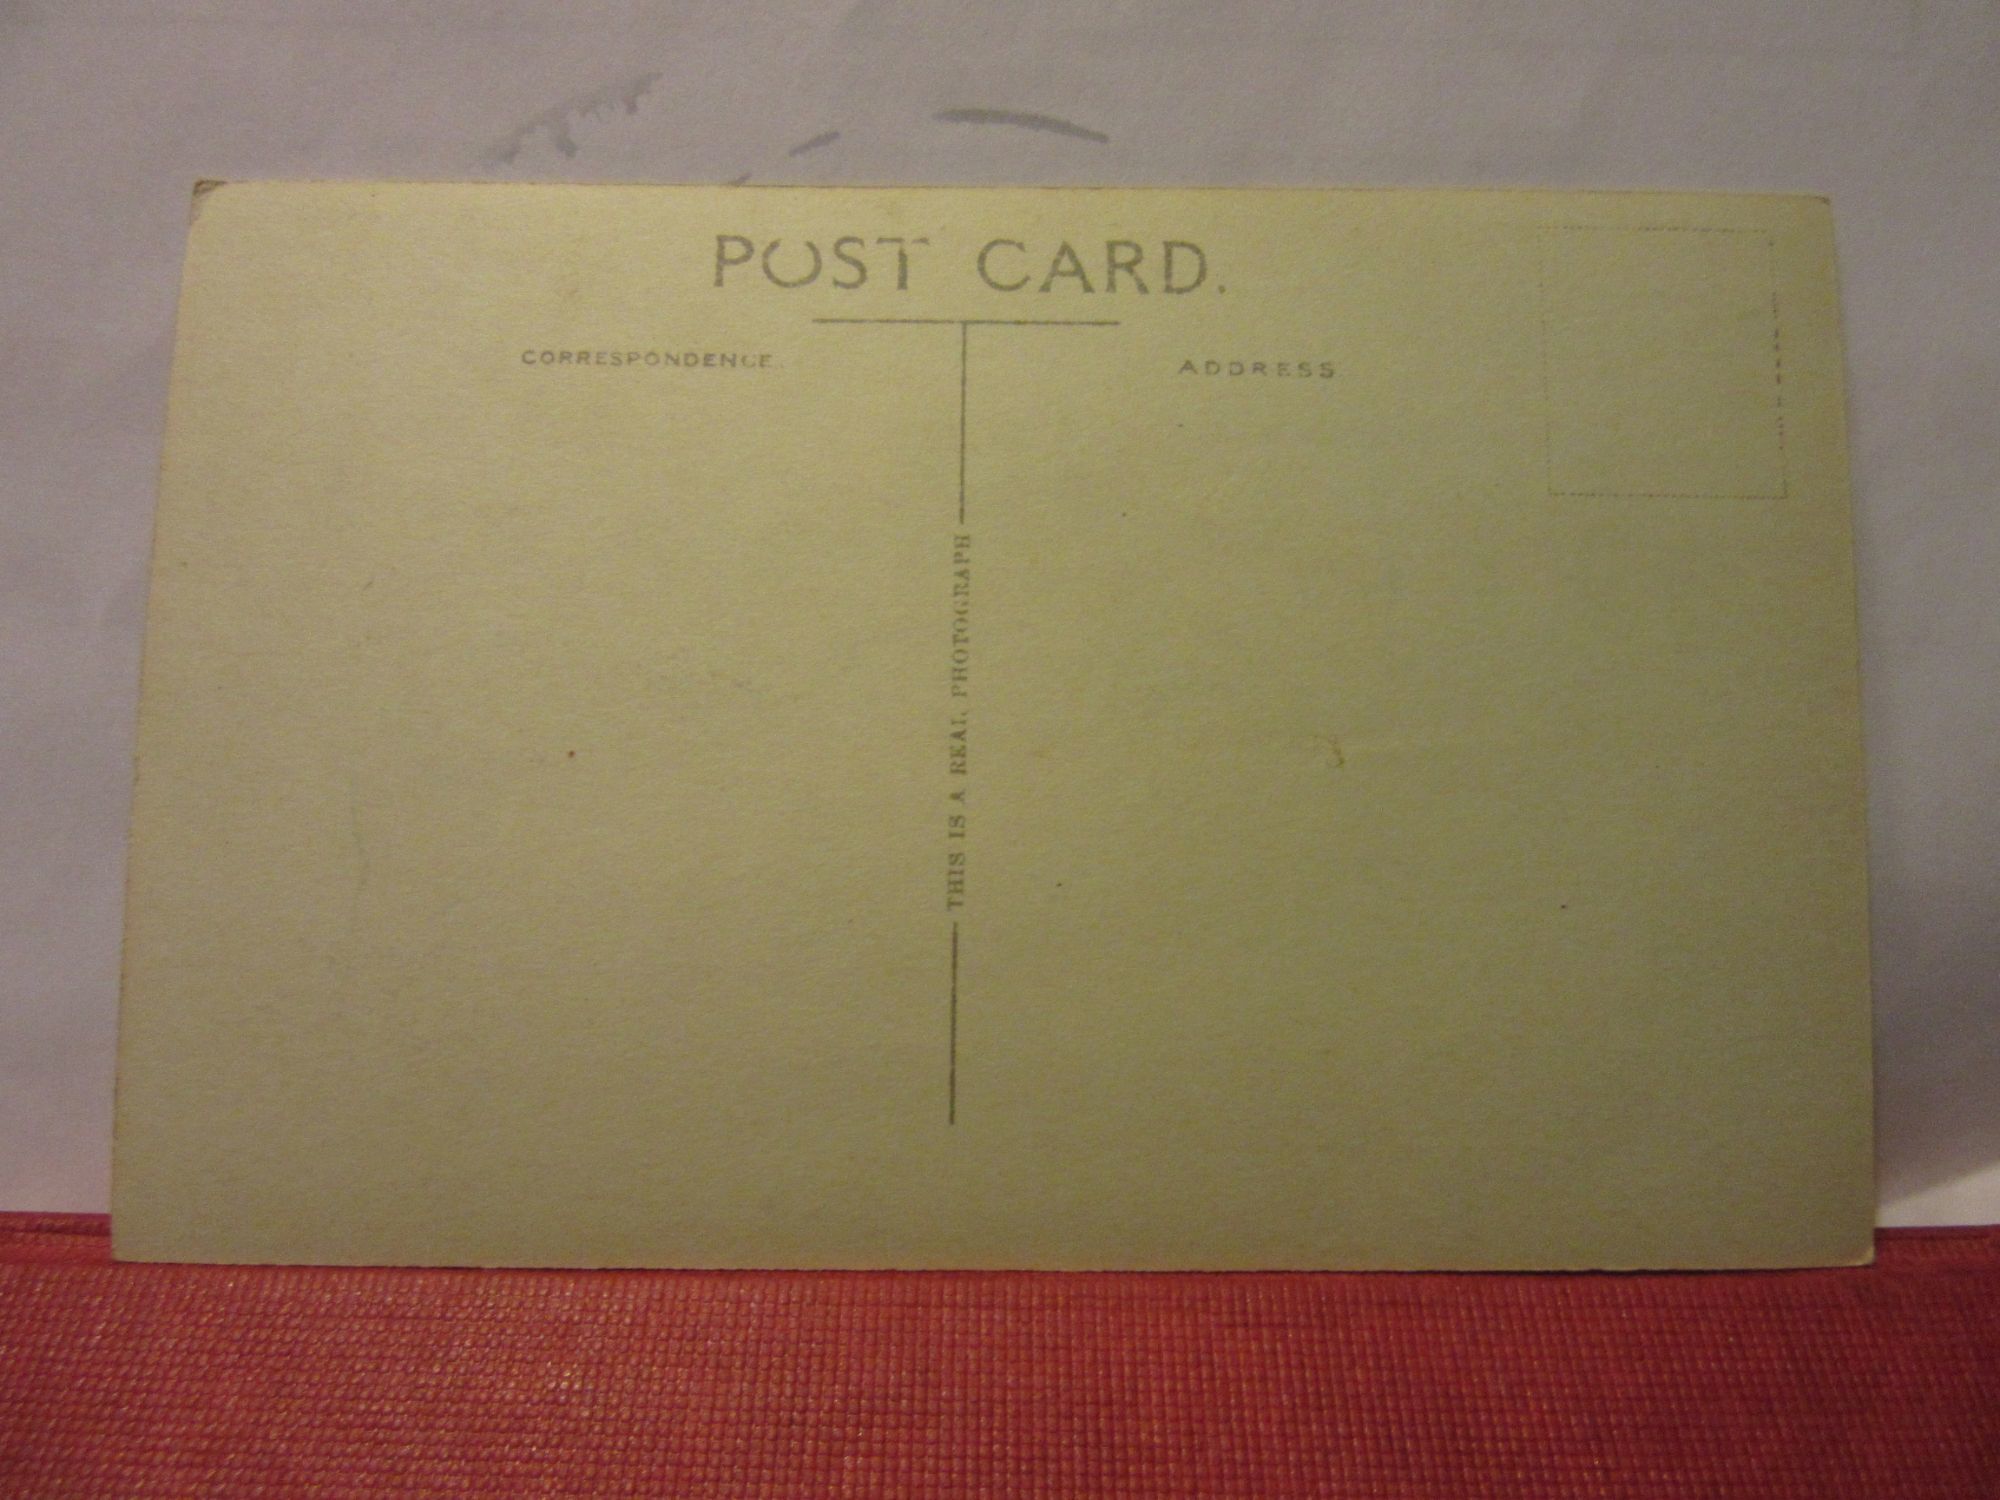 POST CARD.
CORRESPONDENCE
ADDRESS
THIS IS A REAL PHOTOGRAPH